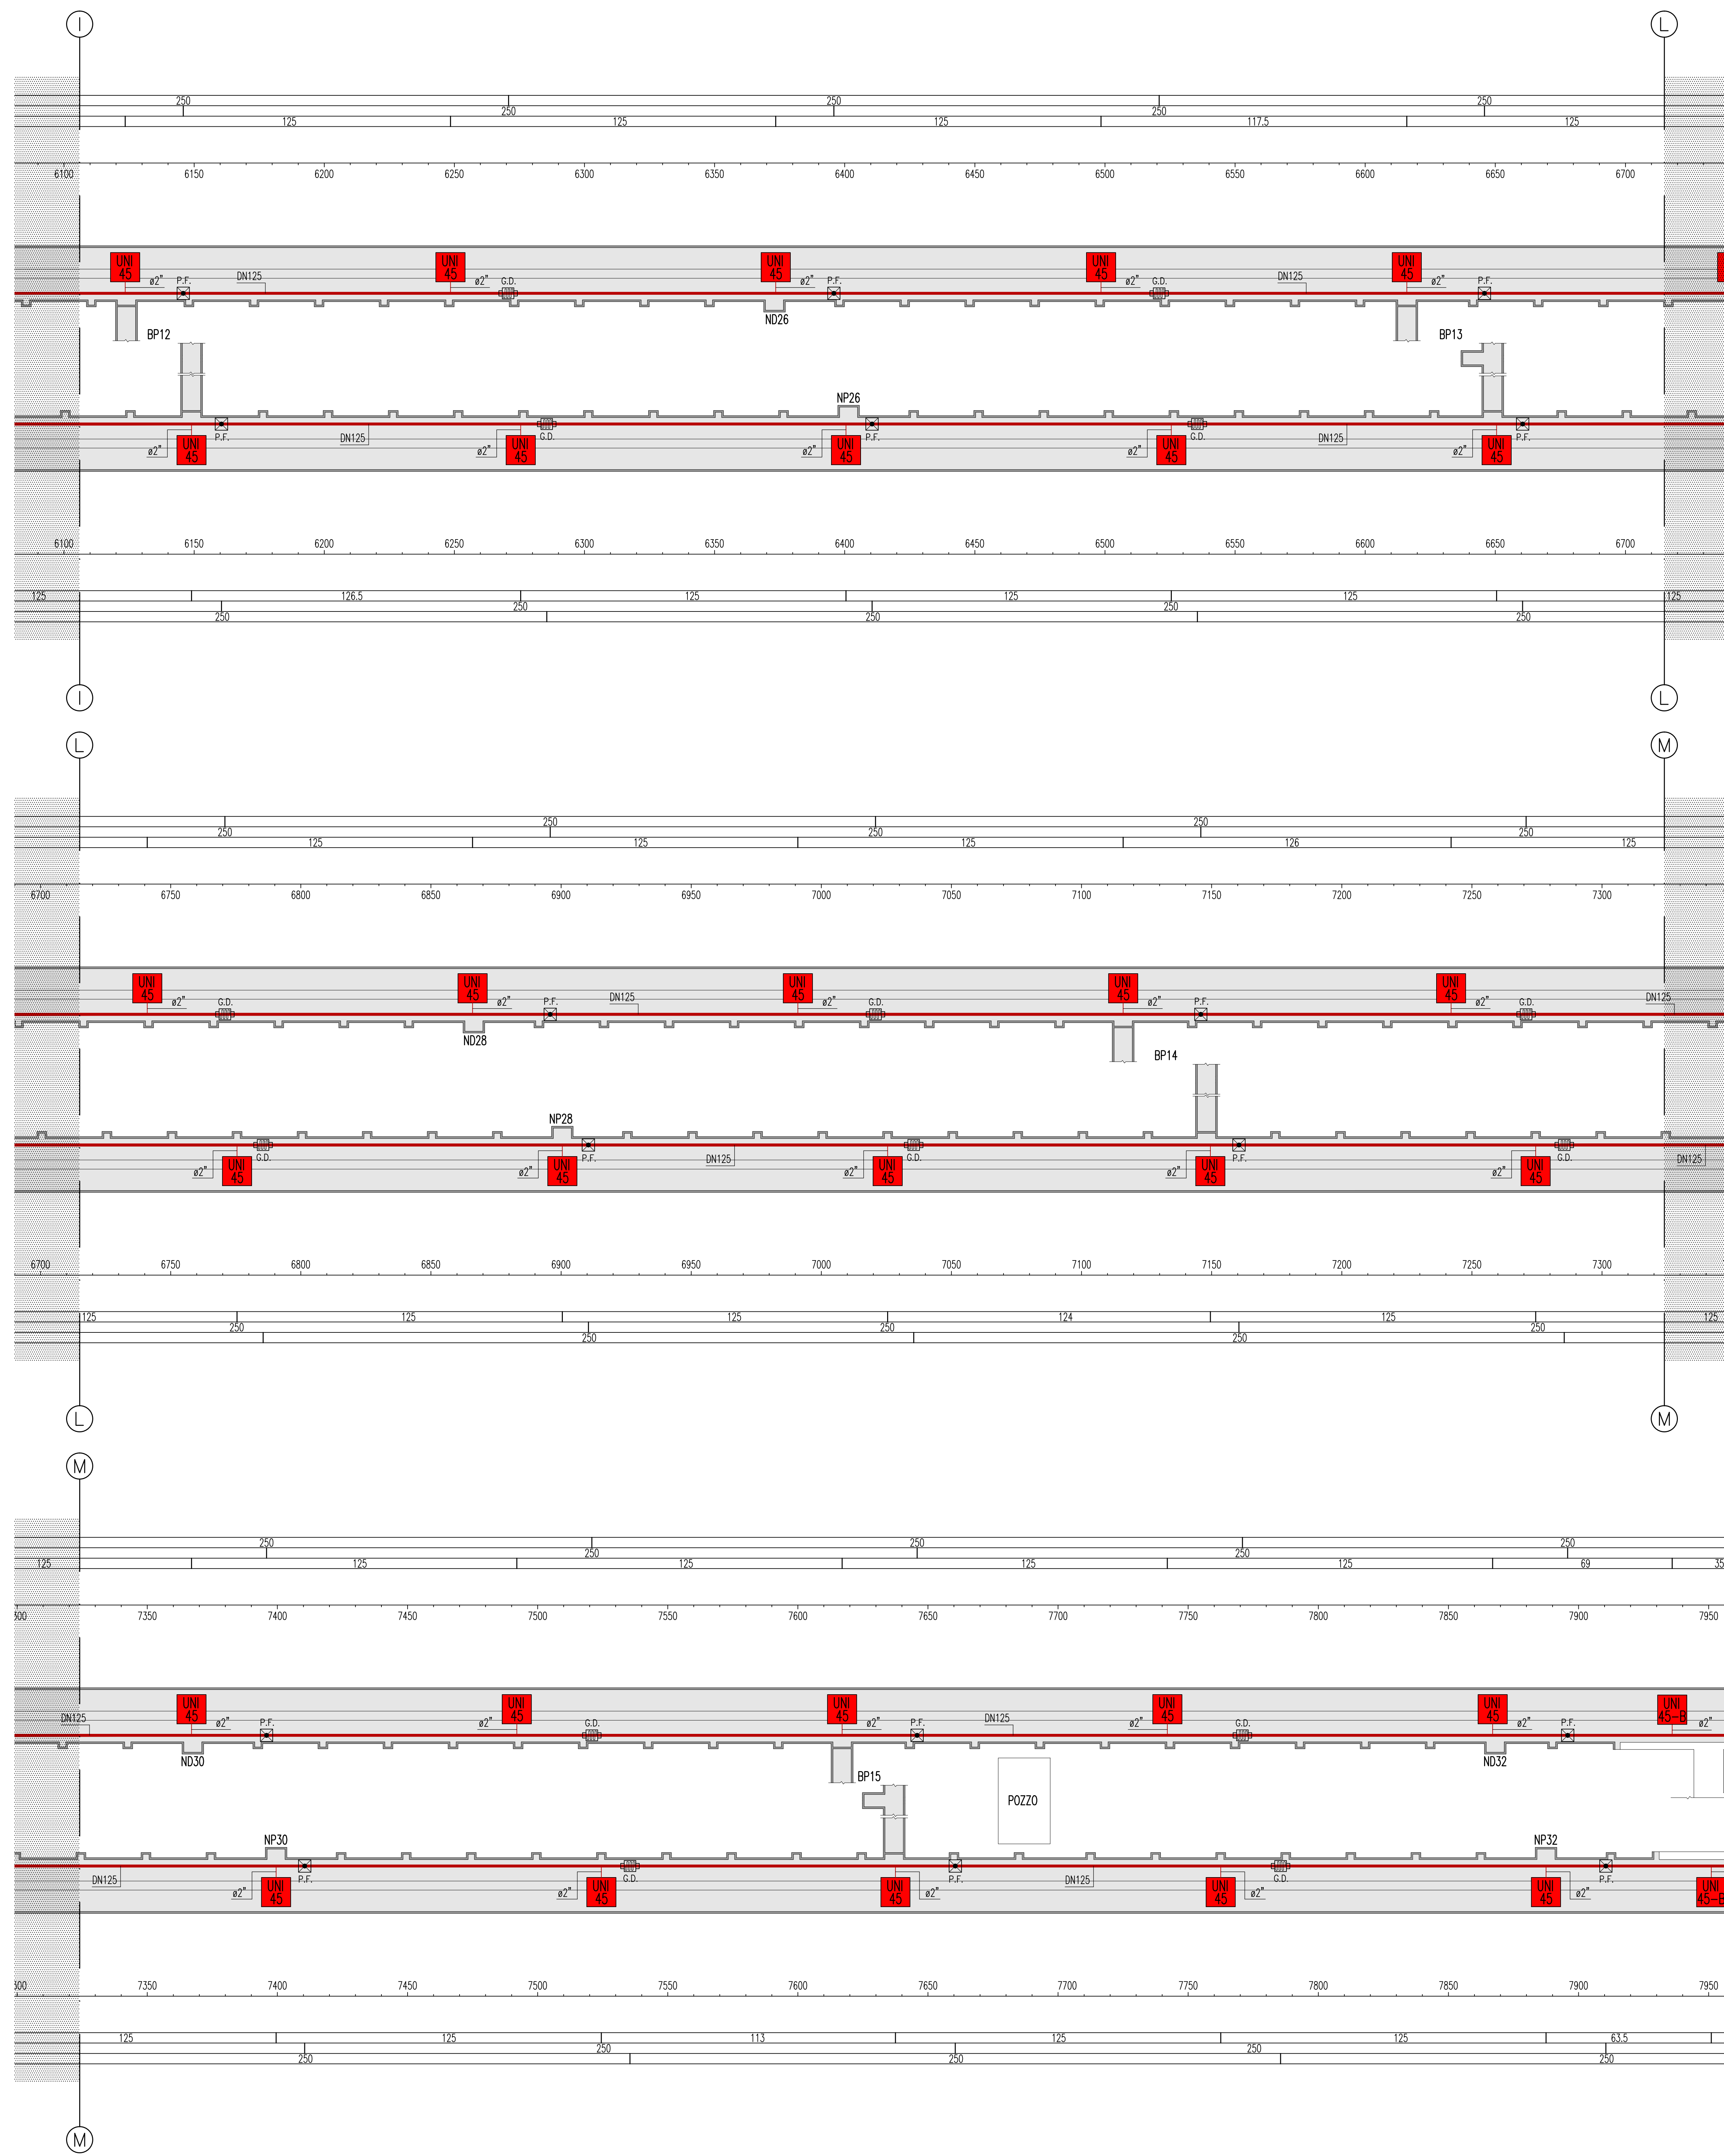 I L
250 250 250
250 250
125 125 125 117.5 125
6100 6150 6200 6250 6300 6350 6400 6450 6500 6550 6600 6650 6700
UNI 45 UNI 45 UNI 45 UNI 45 UNI 45
ø2" P.F. DN125 ø2" G.D. ø2" P.F. ø2" G.D. DN125 ø2" P.F.
ND26
BP12 BP13
NP26
P.F. DN125 G.D. P.F. G.D. DN125 P.F.
ø2" UNI 45 ø2" UNI 45 ø2" UNI 45 ø2" UNI 45 ø2" UNI 45
6100 6150 6200 6250 6300 6350 6400 6450 6500 6550 6600 6650 6700
125 126.5 125 125 125 125
250 250
250 250 250
I L
L M
250 250
250 250 250
125 125 125 126 125
6700 6750 6800 6850 6900 6950 7000 7050 7100 7150 7200 7250 7300
UNI 45 UNI 45 UNI 45 UNI 45 UNI 45
ø2" G.D. ø2" P.F. DN125 ø2" G.D. ø2" P.F. ø2" G.D. DN125
ND28
BP14
NP28
G.D. P.F. DN125 G.D. P.F. G.D. DN125
ø2" UNI 45 ø2" UNI 45 ø2" UNI 45 ø2" UNI 45 ø2" UNI 45
6700 6750 6800 6850 6900 6950 7000 7050 7100 7150 7200 7250 7300
125 125 125 124 125 125
250 250 250
250 250
L M
M
250 250 250
250 250
125 125 125 125 125 69 35
7350 7400 7450 7500 7550 7600 7650 7700 7750 7800 7850 7900 7950
UNI 45 UNI 45 UNI 45 UNI 45 UNI 45 UNI 45-B
DN125 ø2" P.F. ø2" G.D. ø2" P.F. DN125 ø2" G.D. ø2" P.F. ø2"
ND30 ND32
BP15
POZZO
NP30 NP32
DN125 P.F. G.D. P.F. DN125 G.D. P.F.
ø2" UNI 45 ø2" UNI 45 UNI 45 ø2" UNI 45 ø2" UNI 45 ø2" UNI 45-B
7350 7400 7450 7500 7550 7600 7650 7700 7750 7800 7850 7900 7950
125 125 113 125 125 63.5
250 250
250 250 250
M